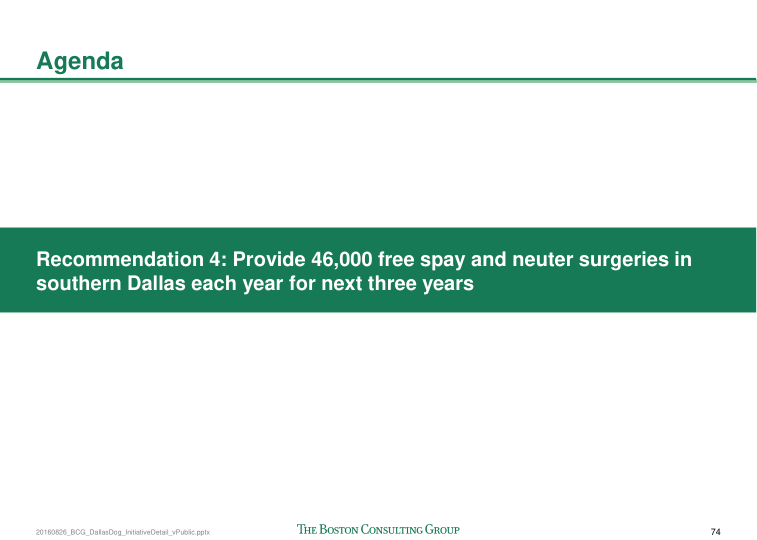 Agenda
Recommendation 4: Provide 46,000 free spay and neuter surgeries in
southern Dallas each year for next three years
20160826_BCG_DallasDog_InitiativeDetail_vPublic.pptx
THE BOSTON CONSULTING GROUP
74